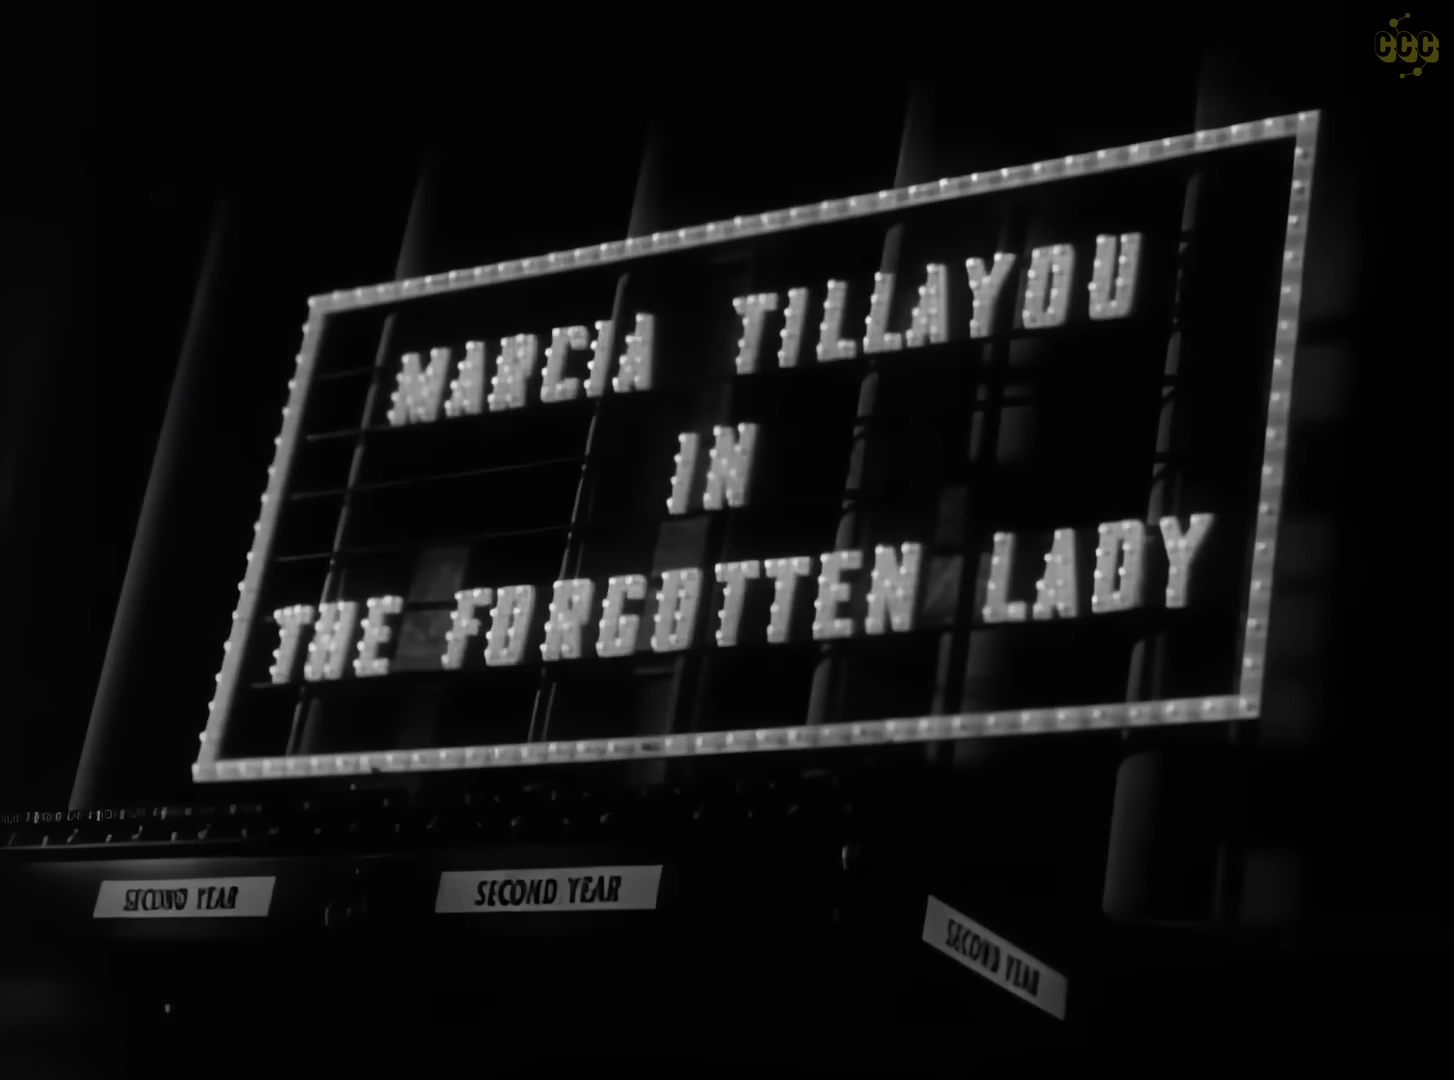 CCC
MARCIA TILLAYOU
IN
THE FORGOTTEN LADY
SECOND YEAR
SECOND YEAR
SECOND YEAR